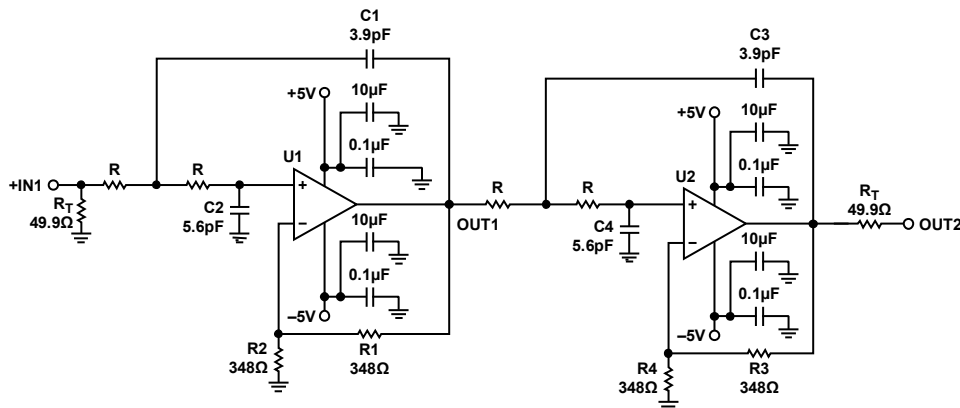 C1
3.9pF
+5V
10µF
0.1µF
U1
+IN1
R
R
RT
49.9Ω
C2
5.6pF
+
–
10µF
0.1µF
–5V
R2
348Ω
R1
348Ω
OUT1
C3
3.9pF
+5V
10µF
0.1µF
U2
R
R
C4
5.6pF
+
–
10µF
0.1µF
–5V
R4
348Ω
R3
348Ω
RT
49.9Ω
OUT2